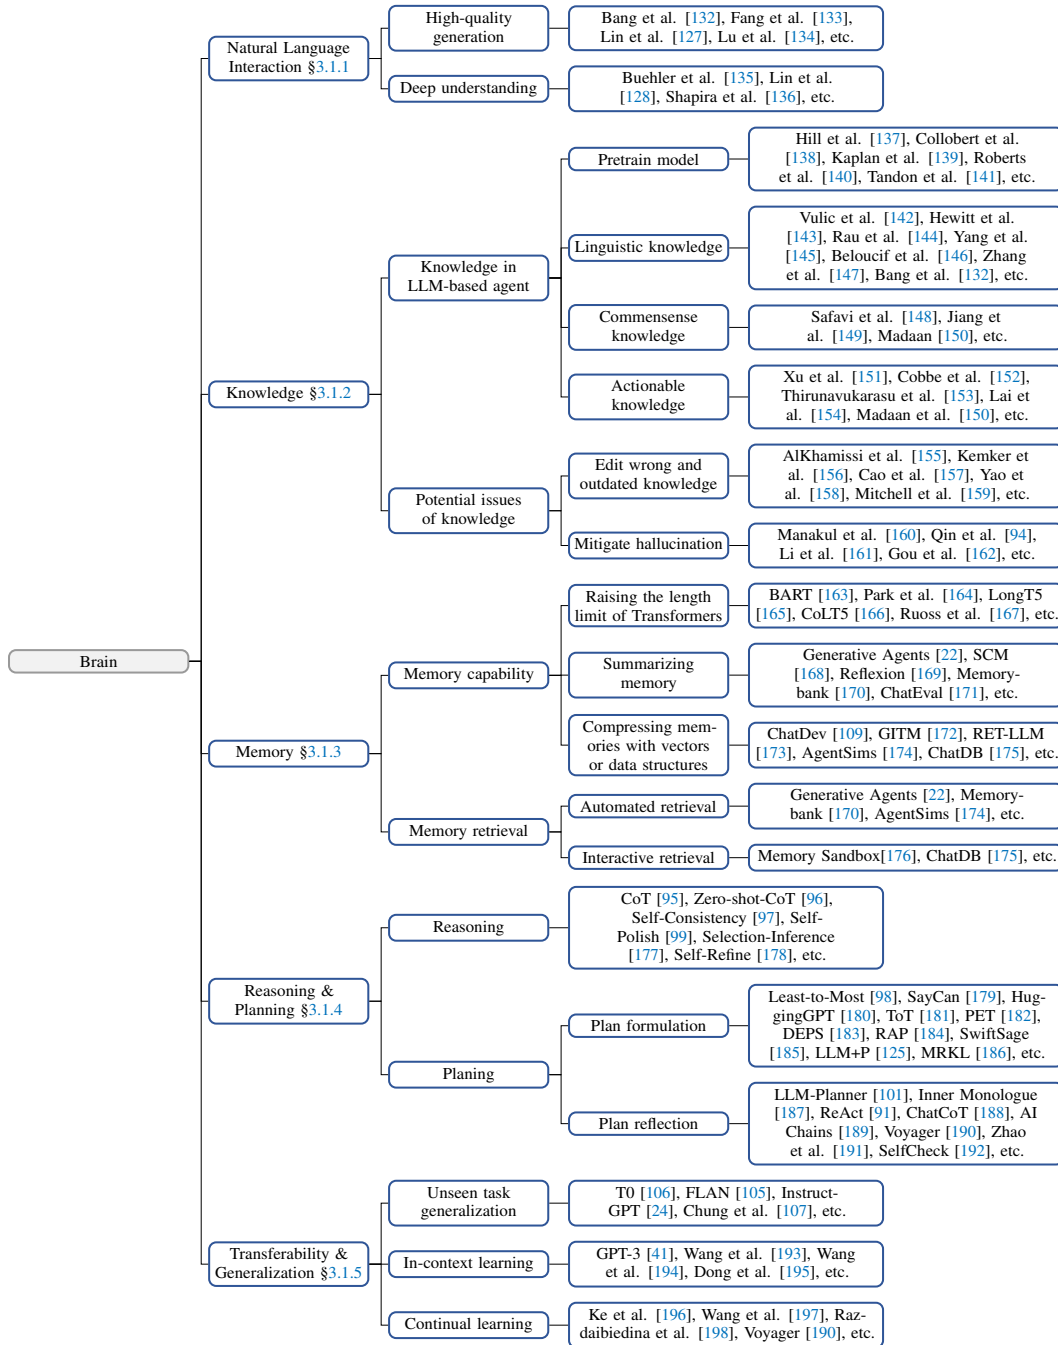 Brain
Natural Language
Interaction §3.1.1
High-quality
generation
Bang et al. [132], Fang et al. [133],
Lin et al. [127], Lu et al. [134], etc.
Deep understanding
Buehler et al. [135], Lin et al.
[128], Shapira et al. [136], etc.
Knowledge §3.1.2
Knowledge in
LLM-based agent
Pretrain model
Hill et al. [137], Collobert et al.
[138], Kaplan et al. [139], Roberts
et al. [140], Tandon et al. [141], etc.
Linguistic knowledge
Vulic et al. [142], Hewitt et al.
[143], Rau et al. [144], Yang et al.
[145], Beloucif et al. [146], Zhang
et al. [147], Bang et al. [132], etc.
Commensense
knowledge
Safavi et al. [148], Jiang et
al. [149], Madaan [150], etc.
Actionable
knowledge
Xu et al. [151], Cobbe et al. [152],
Thirunavukarasu et al. [153], Lai et
al. [154], Madaan et al. [150], etc.
Potential issues
of knowledge
Edit wrong and
outdated knowledge
AlKhamissi et al. [155], Kemker et
al. [156], Cao et al. [157], Yao et
al. [158], Mitchell et al. [159], etc.
Mitigate hallucination
Manakul et al. [160], Qin et al. [94],
Li et al. [161], Gou et al. [162], etc.
Memory §3.1.3
Memory capability
Raising the length
limit of Transformers
BART [163], Park et al. [164], LongT5
[165], CoLT5 [166], Ruoss et al. [167], etc.
Summarizing
memory
Generative Agents [22], SCM
[168], Reflexion [169], Memory-
bank [170], ChatEval [171], etc.
Compressing mem-
ories with vectors
or data structures
ChatDev [109], GITM [172], RET-LLM
[173], AgentSims [174], ChatDB [175], etc.
Memory retrieval
Automated retrieval
Generative Agents [22], Memory-
bank [170], AgentSims [174], etc.
Interactive retrieval
Memory Sandbox[176], ChatDB [175], etc.
Reasoning &
Planning §3.1.4
Reasoning
CoT [95], Zero-shot-CoT [96],
Self-Consistency [97], Self-
Polish [99], Selection-Inference
[177], Self-Refine [178], etc.
Planing
Plan formulation
Least-to-Most [98], SayCan [179], Hug-
gingGPT [180], ToT [181], PET [182],
DEPS [183], RAP [184], SwiftSage
[185], LLM+P [125], MRKL [186], etc.
Plan reflection
LLM-Planner [101], Inner Monologue
[187], ReAct [91], ChatCoT [188], AI
Chains [189], Voyager [190], Zhao
et al. [191], SelfCheck [192], etc.
Transferability &
Generalization §3.1.5
Unseen task
generalization
T0 [106], FLAN [105], Instruct-
GPT [24], Chung et al. [107], etc.
In-context learning
GPT-3 [41], Wang et al. [193], Wang
et al. [194], Dong et al. [195], etc.
Continual learning
Ke et al. [196], Wang et al. [197], Raz-
daibiedina et al. [198], Voyager [190], etc.